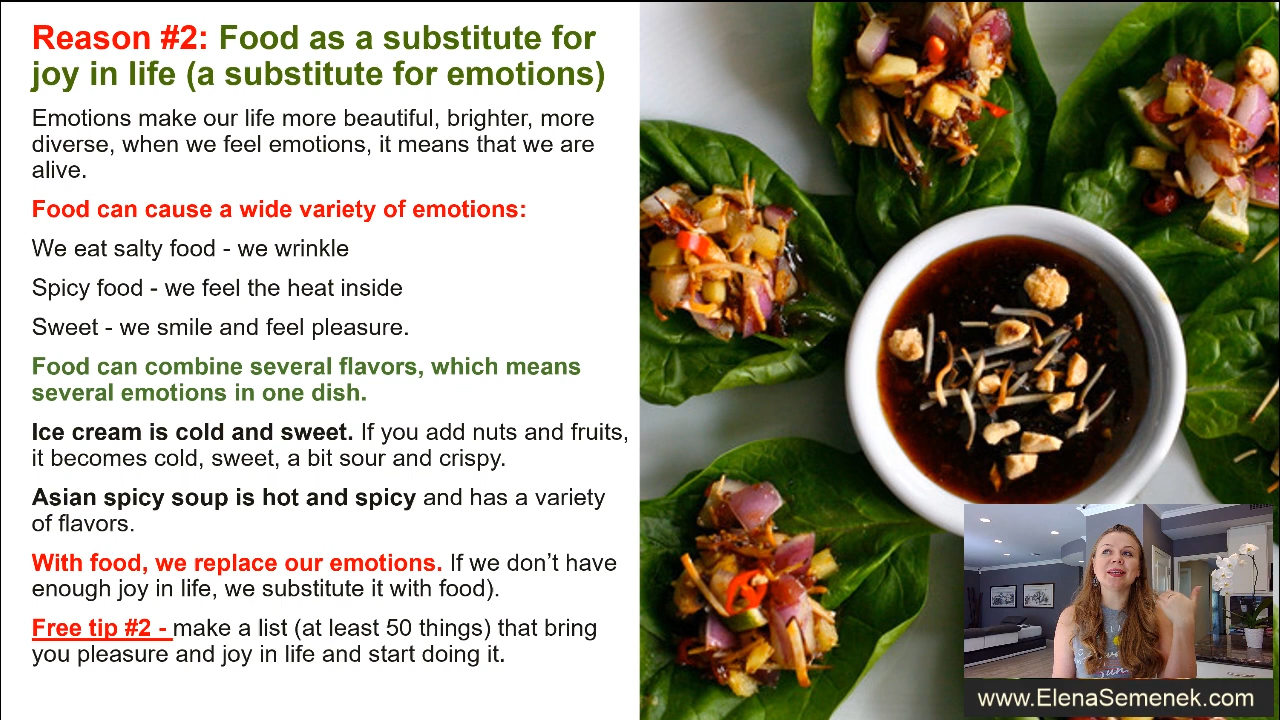 Reason #2: Food as a substitute for
joy in life (a substitute for emotions)
Emotions make our life more beautiful, brighter, more
diverse, when we feel emotions, it means that we are
alive.
Food can cause a wide variety of emotions:
We eat salty food - we wrinkle
Spicy food - we feel the heat inside
Sweet - we smile and feel pleasure.
Food can combine several flavors, which means
several emotions in one dish.
Ice cream is cold and sweet. If you add nuts and fruits,
it becomes cold, sweet, a bit sour and crispy.
Asian spicy soup is hot and spicy and has a variety
of flavors.
With food, we replace our emotions. If we don’t have
enough joy in life, we substitute it with food).
Free tip #2 - make a list (at least 50 things) that bring
you pleasure and joy in life and start doing it.
www.ElenaSemenek.com